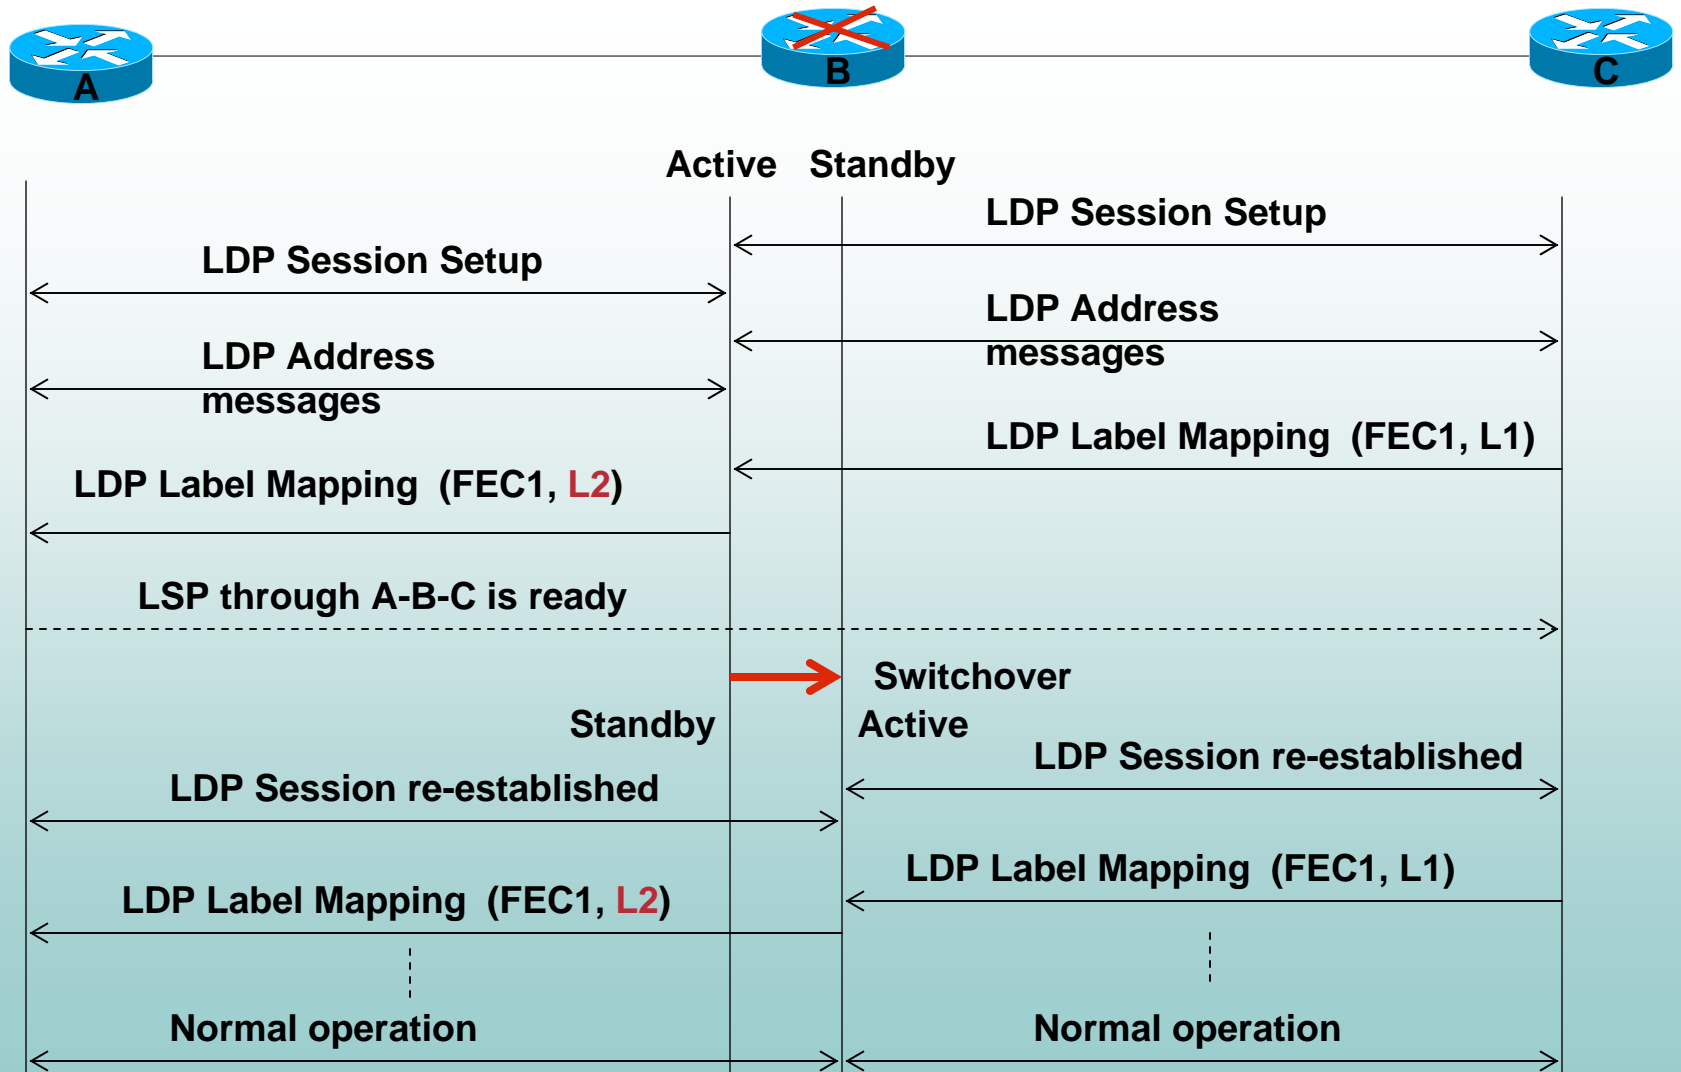 A
B
C
Active Standby
LDP Session Setup
LDP Session Setup
LDP Address
messages
LDP Address
messages
LDP Label Mapping (FEC1, L1)
LDP Label Mapping (FEC1, L2)
LSP through A-B-C is ready
Switchover
Standby
Active
LDP Session re-established
LDP Session re-established
LDP Label Mapping (FEC1, L1)
LDP Label Mapping (FEC1, L2)
Normal operation
Normal operation